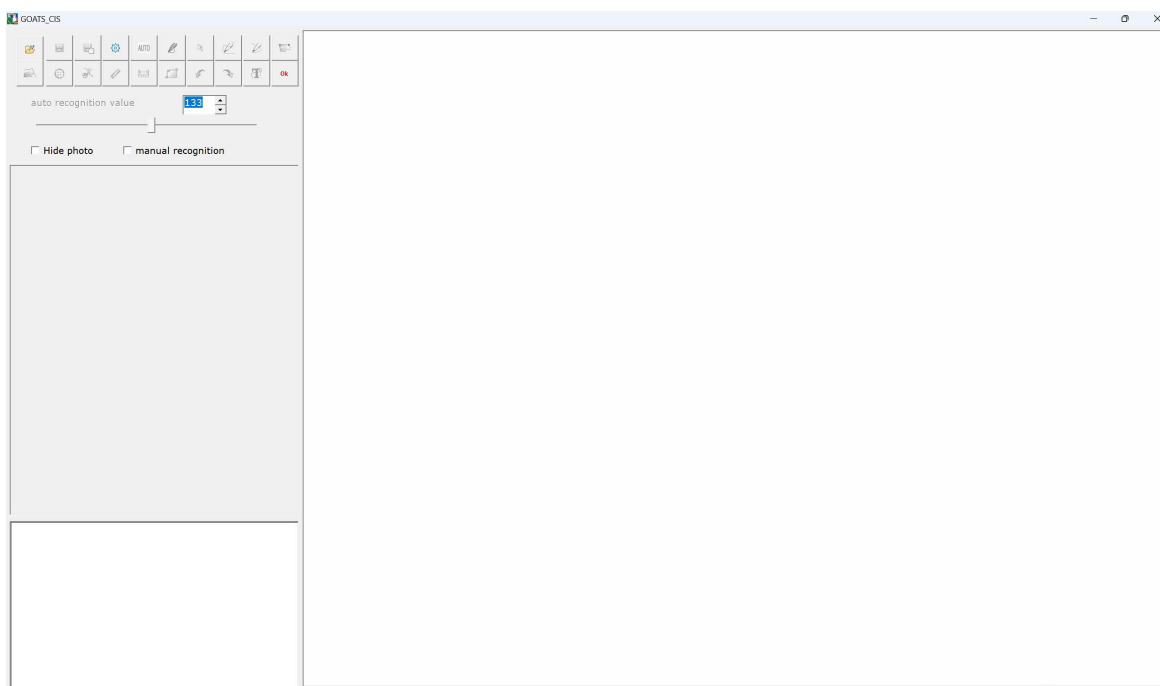 GOATS_CIS
AUTO
Ok
auto recognition value 133
Hide photo manual recognition